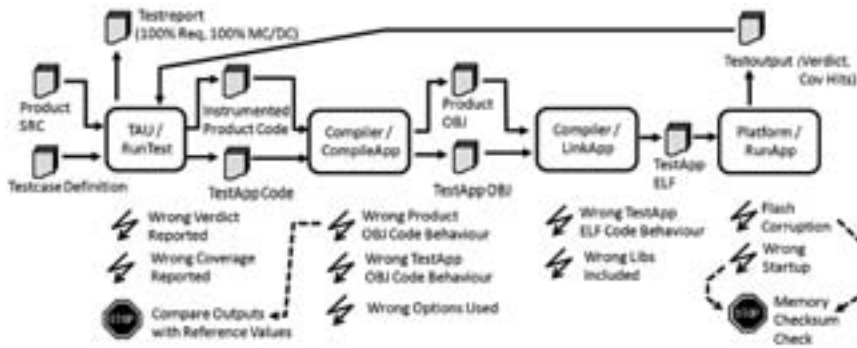 Testreport
(100% Req, 100% MC/DC)
Testoutput (Verdict,
Cov Hits)
Product
SRC
TAU /
RunTest
Instrumented
Product Code
Compiler /
CompileApp
Product
OBJ
Compiler /
LinkApp
TestApp
ELF
Platform /
RunApp
Testcase Definition
TestApp Code
TestApp OBJ
Wrong Verdict
Reported
Wrong Coverage
Reported
STOP
Compare Outputs
with Reference Values
Wrong Product
OBJ Code Behaviour
Wrong TestApp
OBJ Code Behaviour
Wrong Options Used
Wrong TestApp
ELF Code Behaviour
Wrong Libs
Included
Flash
Corruption
Wrong
Startup
STOP
Memory
Checksum
Check